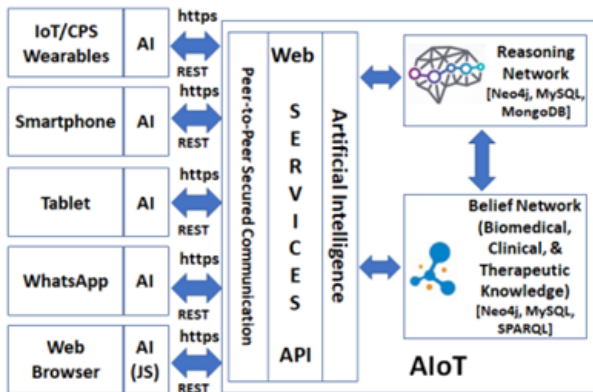 IoT/CPS
Wearables
AI
https
REST
Smartphone
AI
https
REST
Tablet
AI
https
REST
WhatsApp
AI
https
REST
Web
Browser
AI
(JS)
https
REST
Peer-to-Peer Secured Communication
Web
S
E
R
V
I
C
E
S
API
Artificial Intelligence
Reasoning
Network
[Neo4j, MySQL,
MongoDB]
Belief Network
(Biomedical,
Clinical, &
Therapeutic
Knowledge)
[Neo4j, MySQL,
SPARQL]
AIoT